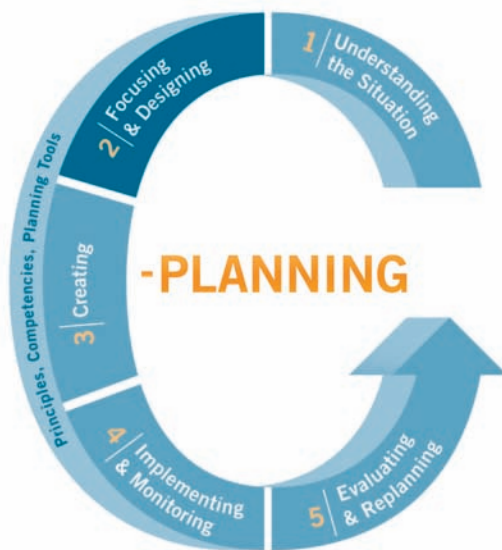 1 Understanding
the Situation
2 Focusing
& Designing
3 Creating
4 Implementing
& Monitoring
5 Evaluating
& Replanning
Principles, Competencies, Planning Tools
-PLANNING